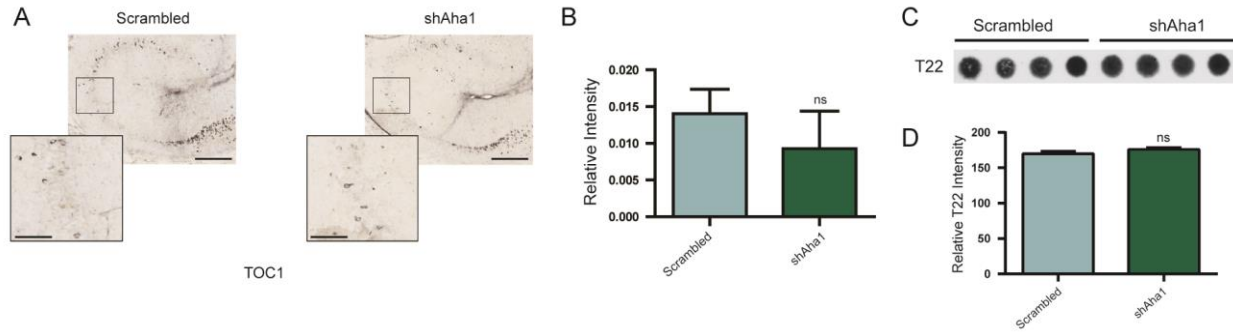 A
Scrambled
shAha1
TOC1
B
Relative Intensity
0.020
0.015
0.010
0.005
0.000
ns
Scrambled
shAha1
C
Scrambled
shAha1
T22
D
Relative T22 Intensity
200
150
100
50
0
ns
Scrambled
shAha1